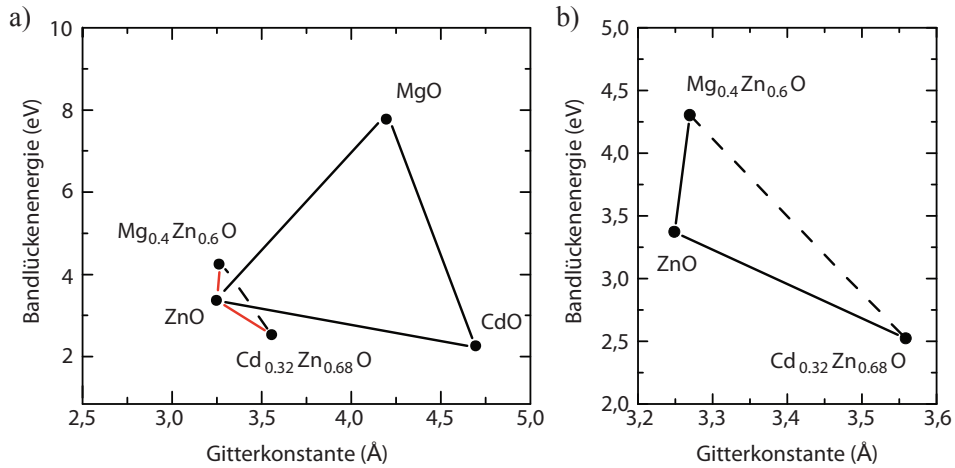 a)
Bandlückenenergie (eV)
10
8
6
4
2
MgO
Mg0.4Zn0.6O
ZnO
CdO
Cd0.32Zn0.68O
2,5 3,0 3,5 4,0 4,5 5,0
Gitterkonstante (Å)
b)
Bandlückenenergie (eV)
5,0
4,5
4,0
3,5
3,0
2,5
2,0
Mg0.4Zn0.6O
ZnO
Cd0.32Zn0.68O
3,2 3,3 3,4 3,5 3,6
Gitterkonstante (Å)